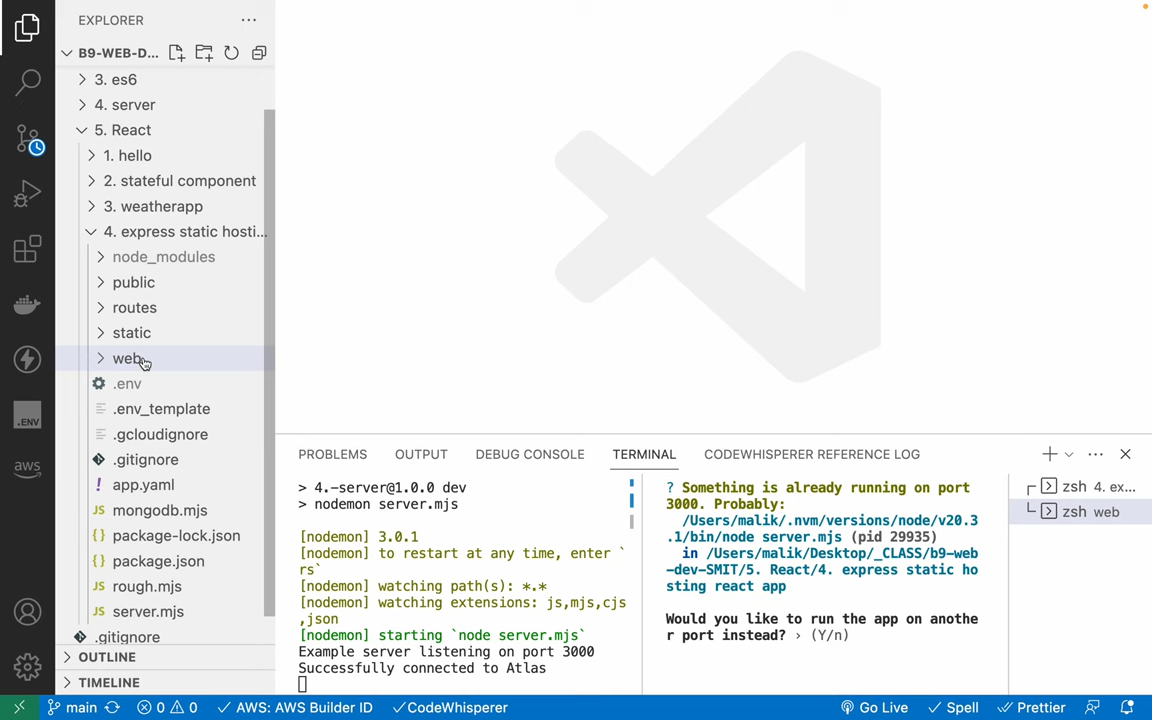 EXPLORER
B9-WEB-D...
3. es6
4. server
5. React
1. hello
2. stateful component
3. weatherapp
4. express static hosti...
node_modules
public
routes
static
web
.env
.env_template
.gcloudignore
.gitignore
! app.yaml
JS mongodb.mjs
{} package-lock.json
{} package.json
JS rough.mjs
JS server.mjs
.gitignore
OUTLINE
TIMELINE
.ENV
aws
PROBLEMS OUTPUT DEBUG CONSOLE TERMINAL CODEWHISPERER REFERENCE LOG
> 4.-server@1.0.0 dev
> nodemon server.mjs
[nodemon] 3.0.1
[nodemon] to restart at any time, enter `
rs`
[nodemon] watching path(s): *.*
[nodemon] watching extensions: js,mjs,cjs
,json
[nodemon] starting `node server.mjs`
Example server listening on port 3000
Successfully connected to Atlas
? Something is already running on port
3000. Probably:
/Users/malik/.nvm/versions/node/v20.3
.1/bin/node server.mjs (pid 29935)
in /Users/malik/Desktop/_CLASS/b9-web
-dev-SMIT/5. React/4. express static ho
sting react app
Would you like to run the app on anothe
r port instead? › (Y/n)
zsh 4. ex...
zsh web
main 0 0 AWS: AWS Builder ID CodeWhisperer Go Live Spell Prettier